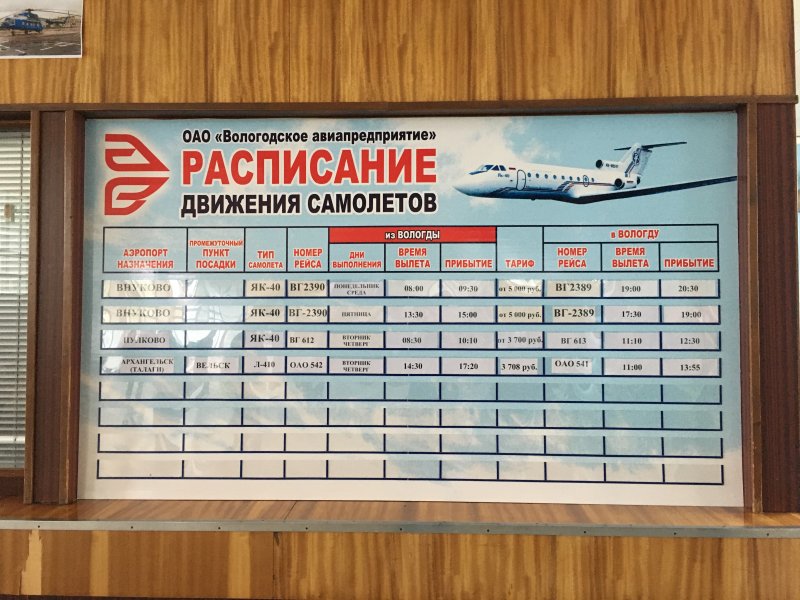 ОАО «Вологодское авиапредприятие»
РАСПИСАНИЕ
ДВИЖЕНИЯ САМОЛЕТОВ
из ВОЛОГДЫ в ВОЛОГДУ
АЭРОПОРТ НАЗНАЧЕНИЯ ПРОМЕЖУТОЧНЫЙ ПУНКТ ПОСАДКИ ТИП САМОЛЕТА НОМЕР РЕЙСА ДНИ ВЫПОЛНЕНИЯ ВРЕМЯ ВЫЛЕТА ПРИБЫТИЕ ТАРИФ НОМЕР РЕЙСА ВРЕМЯ ВЫЛЕТА ПРИБЫТИЕ
ВНУКОВО ЯК-40 ВГ2390 ПОНЕДЕЛЬНИК СРЕДА 08:00 09:30 от 5 000 руб. ВГ2389 19:00 20:30
ВНУКОВО ЯК-40 ВГ-2390 ПЯТНИЦА 13:30 15:00 от 5 000 руб. ВГ-2389 17:30 19:00
ПУЛКОВО ЯК-40 ВГ 612 ВТОРНИК ЧЕТВЕРГ 08:30 10:10 от 3 700 руб. ВГ 613 11:10 12:30
АРХАНГЕЛЬСК (ТАЛАГИ) ВЕЛЬСК Л-410 ОАО 542 ВТОРНИК ЧЕТВЕРГ 14:30 17:20 3 708 руб. ОАО 541 11:00 13:55